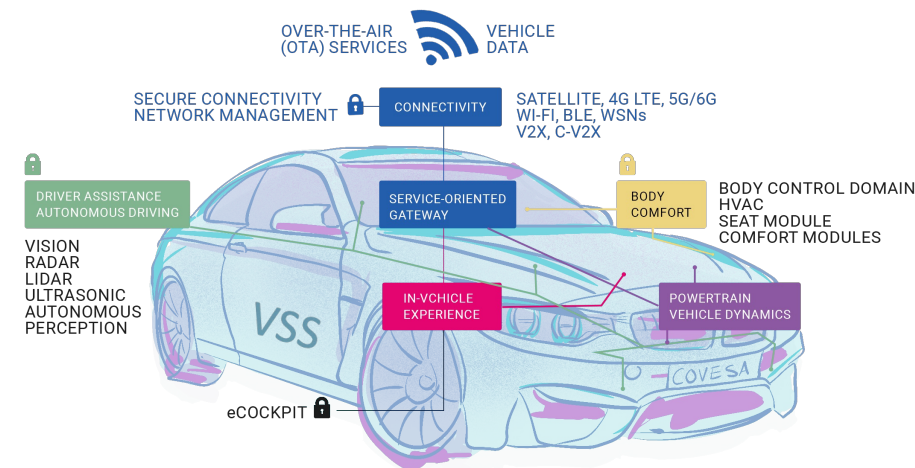 OVER-THE-AIR
(OTA) SERVICES
VEHICLE
DATA
SECURE CONNECTIVITY
NETWORK MANAGEMENT
CONNECTIVITY
SATELLITE, 4G LTE, 5G/6G
WI-FI, BLE, WSNs
V2X, C-V2X
DRIVER ASSISTANCE
AUTONOMOUS DRIVING
VISION
RADAR
LIDAR
ULTRASONIC
AUTONOMOUS
PERCEPTION
SERVICE-ORIENTED
GATEWAY
BODY
COMFORT
BODY CONTROL DOMAIN
HVAC
SEAT MODULE
COMFORT MODULES
IN-VCHICLE
EXPERIENCE
POWERTRAIN
VEHICLE DYNAMICS
VSS
COVESA
eCOCKPIT